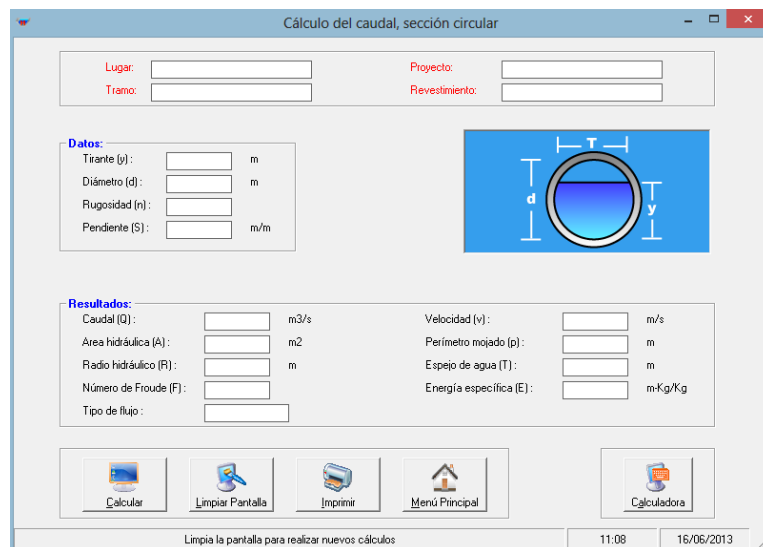 Cálculo del caudal, sección circular
Lugar: Proyecto:
Tramo: Revestimiento:
Datos:
Tirante (y) : m
Diámetro (d) : m
Rugosidad (n) :
Pendiente (S) : m/m
T
d
y
Resultados:
Caudal (Q) : m3/s Velocidad (v) : m/s
Area hidráulica (A) : m2 Perímetro mojado (p) : m
Radio hidráulico (R) : m Espejo de agua (T) : m
Número de Froude (F) : Energía específica (E) : m-Kg/Kg
Tipo de flujo :
Calcular Limpiar Pantalla Imprimir Menú Principal Calculadora
Limpia la pantalla para realizar nuevos cálculos 11:08 16/06/2013